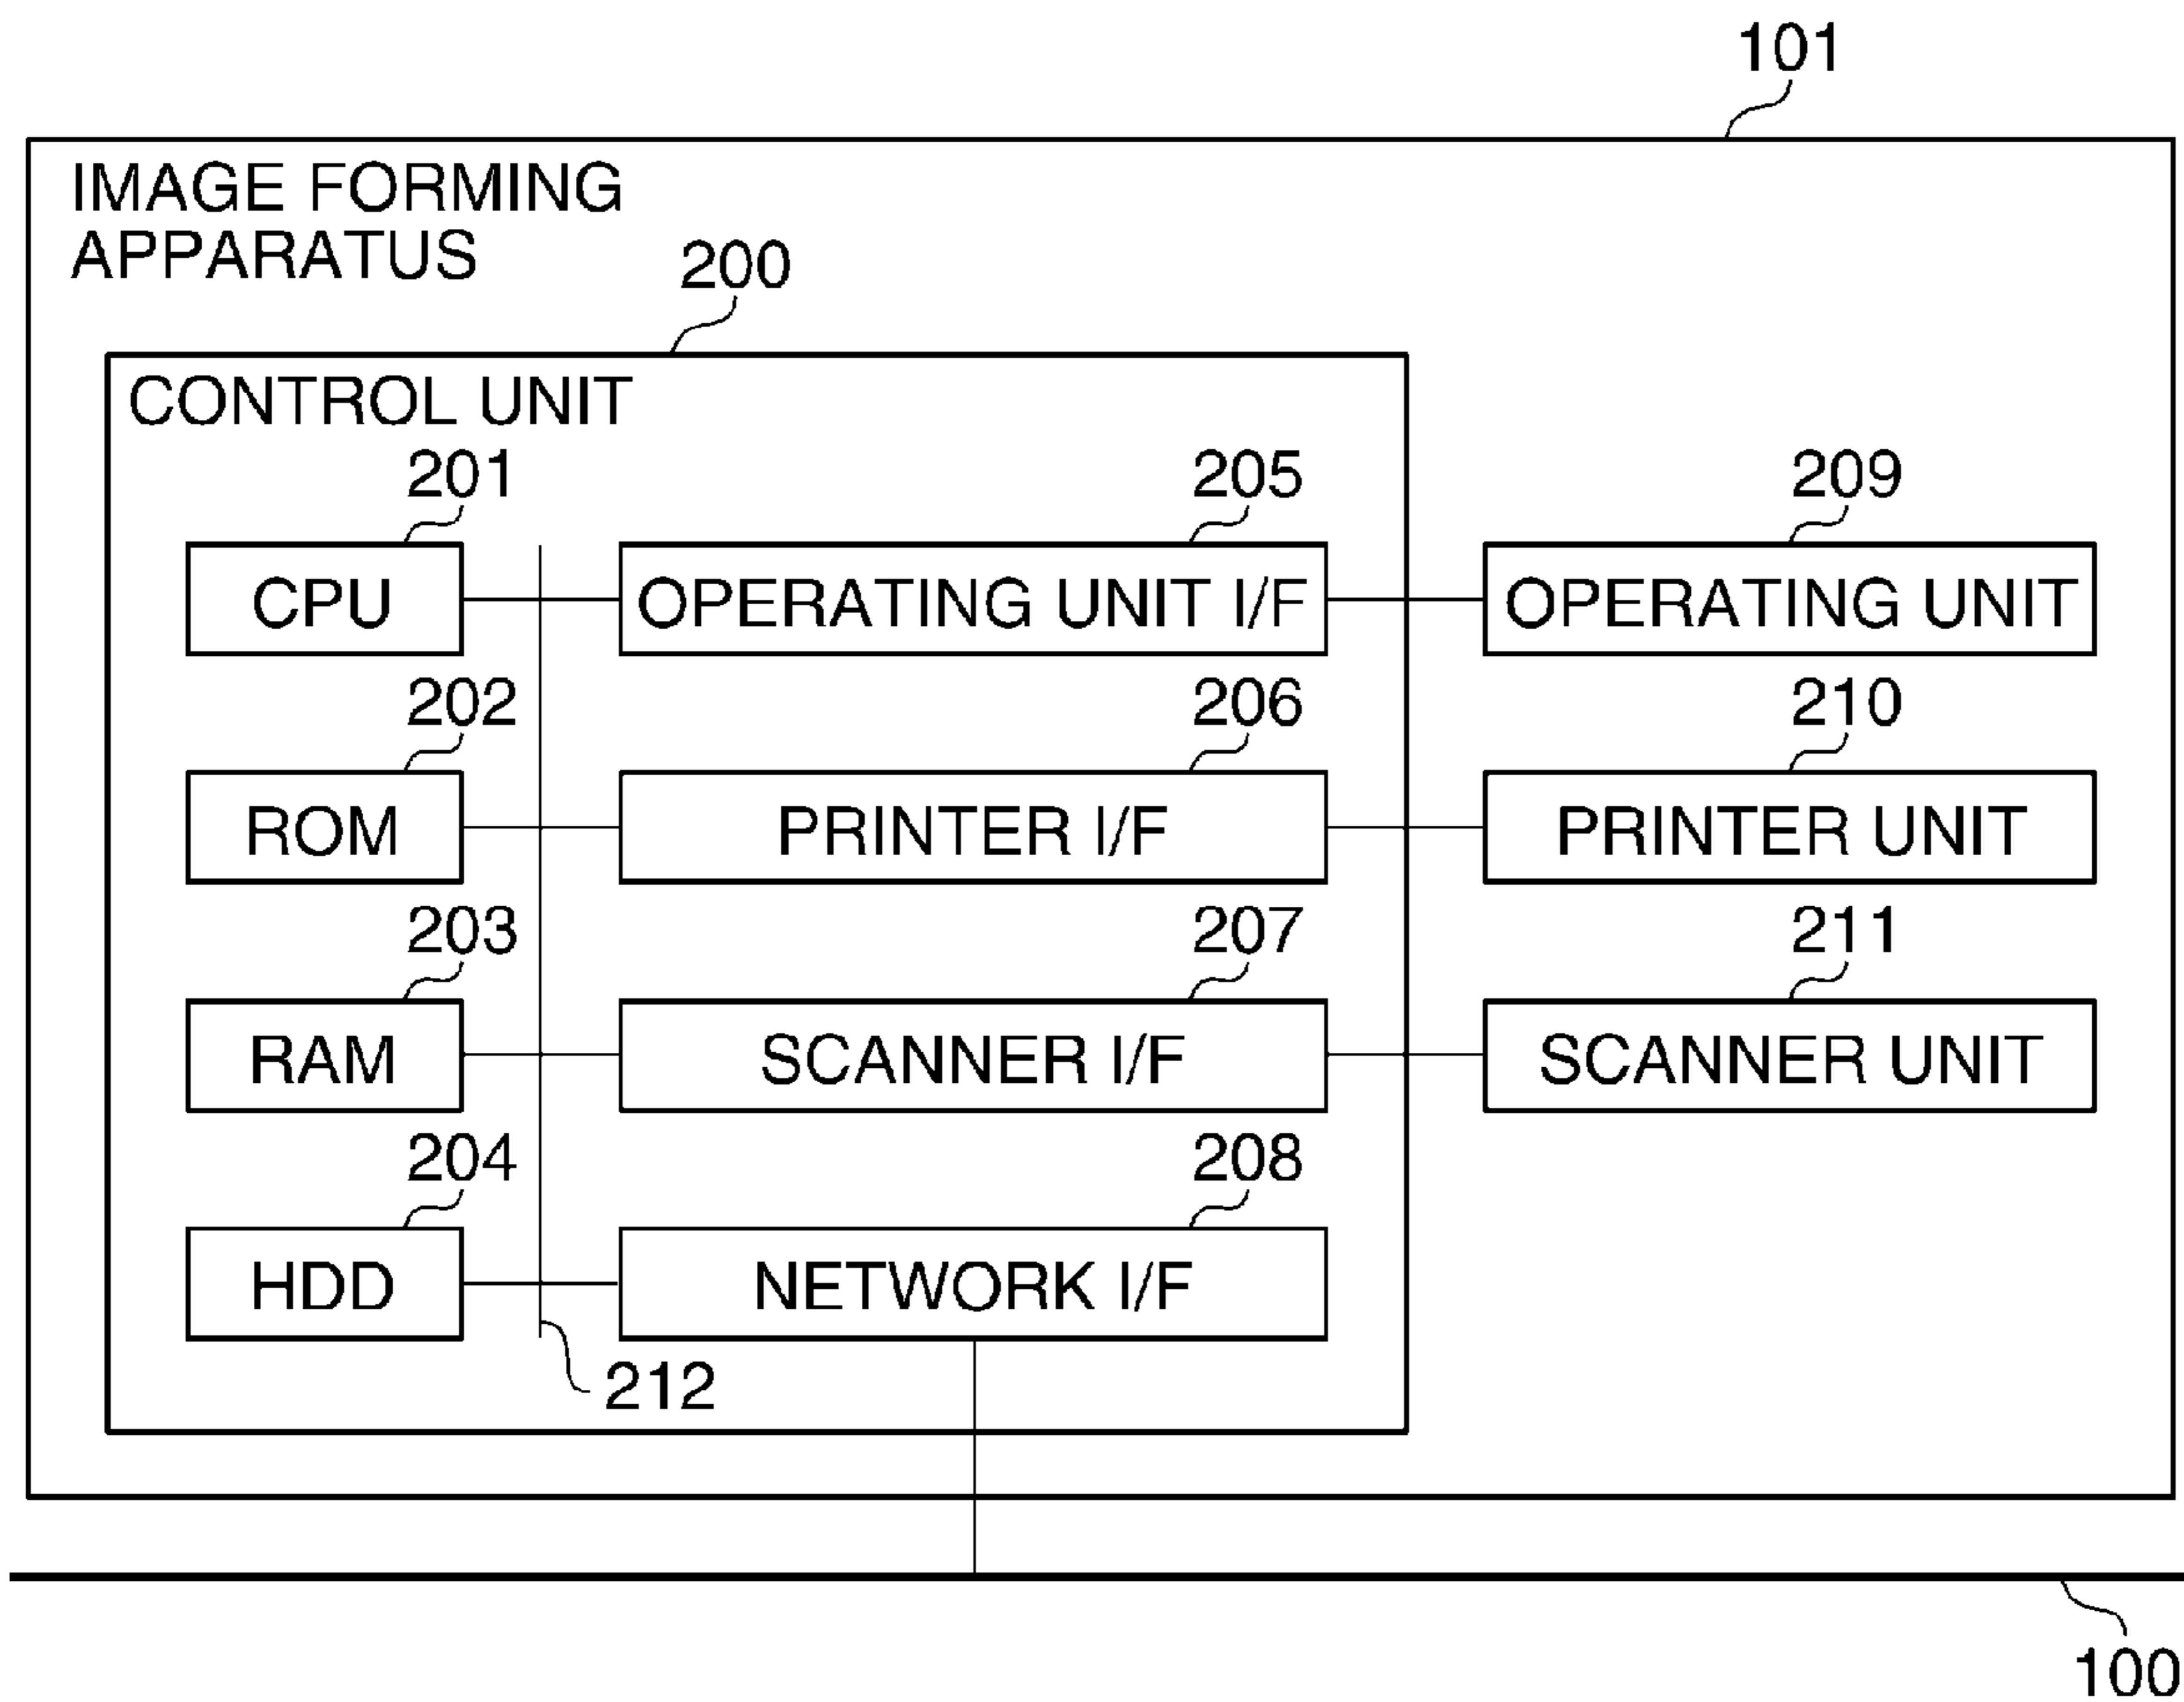 101
IMAGE FORMING
APPARATUS
200
CONTROL UNIT
201
205
209
CPU
OPERATING UNIT I/F
OPERATING UNIT
202
206
210
ROM
PRINTER I/F
PRINTER UNIT
203
207
211
RAM
SCANNER I/F
SCANNER UNIT
204
208
HDD
NETWORK I/F
212
100